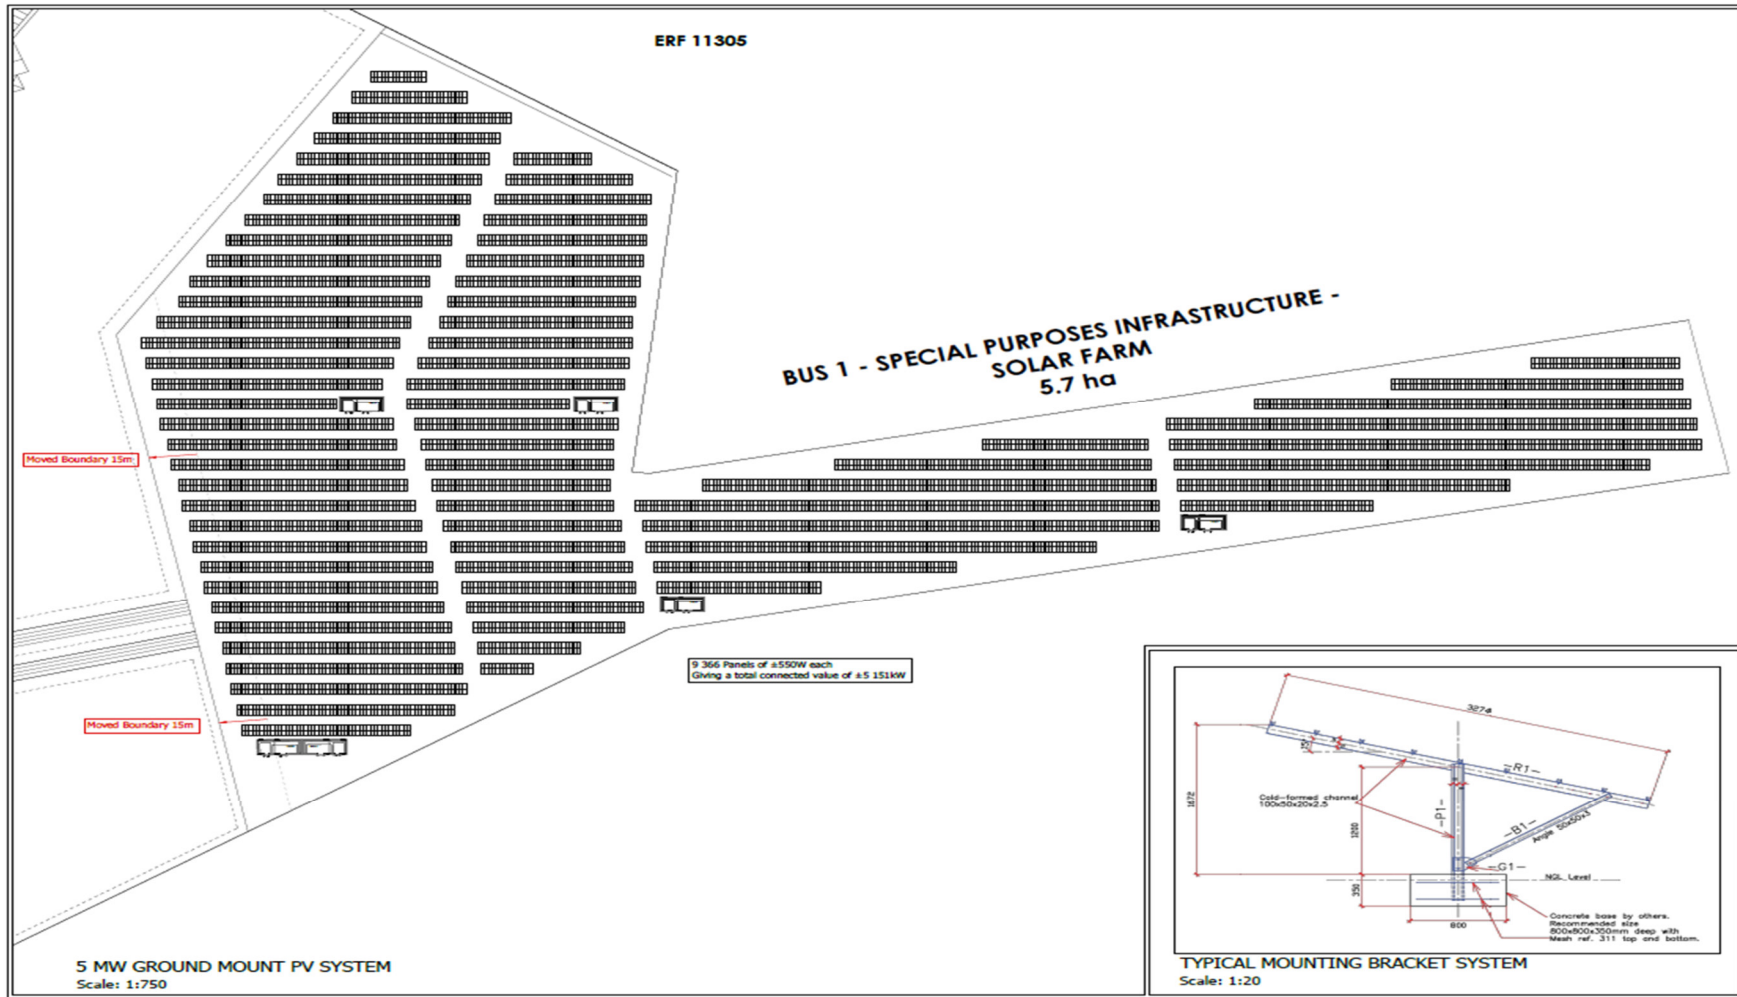 ERF 11305
BUS 1 - SPECIAL PURPOSES INFRASTRUCTURE -
SOLAR FARM
5.7 ha
Moved Boundary 15m
Moved Boundary 15m
9 366 Panels of ±550W each
Giving a total connected value of ±5 151kW
5 MW GROUND MOUNT PV SYSTEM
Scale: 1:750
3274
15°
-R1-
Cold-formed channel
100x50x20x2.5
-P1-
1672
1200
-B1-
Angle 50x50x3
-G1-
NGL Level
350
800
Concrete base by others.
Recommended size
800x800x350mm deep with
Mesh ref. 311 top and bottom.
TYPICAL MOUNTING BRACKET SYSTEM
Scale: 1:20